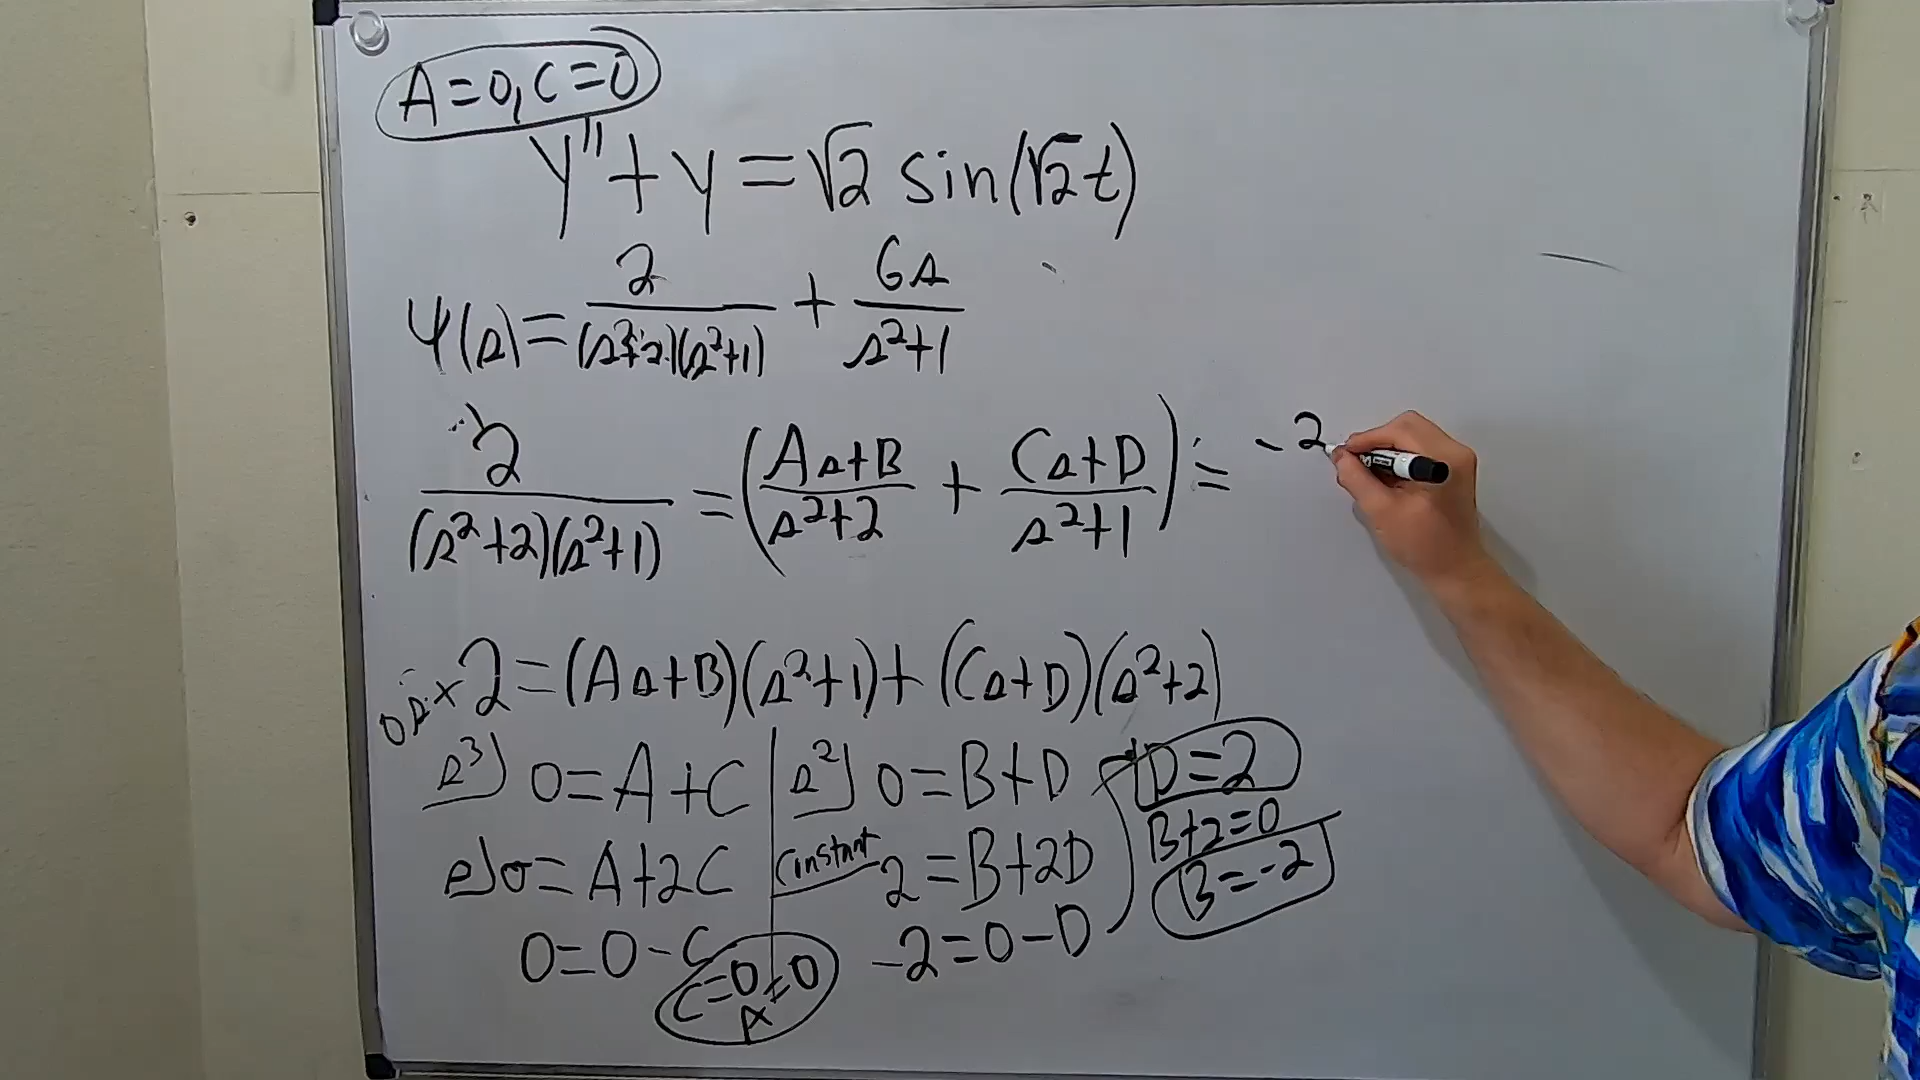 A=0, C=0
y''+y=√2 sin(√2t)
Y(s)=2/((s²+2)(s²+1)) + 6s/(s²+1)
2/((s²+2)(s²+1)) = ((As+B)/(s²+2) + (Cs+D)/(s²+1)) = -2
0s+2=(As+B)(s²+1)+(Cs+D)(s²+2)
s³] 0=A+C | s²] 0=B+D
D=2
B+2=0
s] 0=A+2C | constant 2=B+2D
B=-2
0=0-C
-2=0-D
C=0
A=0